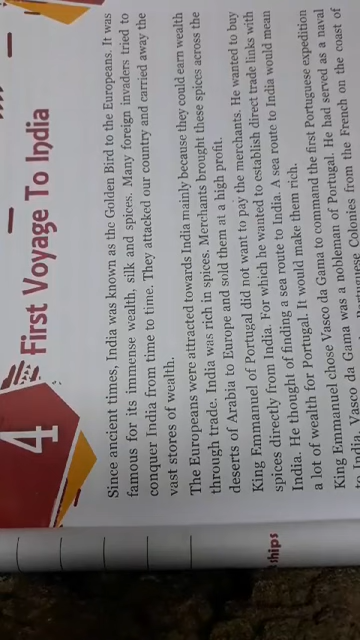 4
First Voyage To India
Since ancient times, India was known as the Golden Bird to the Europeans. It was
famous for its immense wealth, silk and spices. Many foreign invaders tried to
conquer India from time to time. They attacked our country and carried away the
vast stores of wealth.
The Europeans were attracted towards India mainly because they could earn wealth
through trade. India was rich in spices. Merchants brought these spices across the
deserts of Arabia to Europe and sold them at a high profit.
King Emmanuel of Portugal did not want to pay the merchants. He wanted to buy
spices directly from India. For which he wanted to establish direct trade links with
India. He thought of finding a sea route to India. A sea route to India would mean
a lot of wealth for Portugal. It would make them rich.
King Emmanuel chose Vasco da Gama to command the first Portuguese expedition
to India. Vasco da Gama was a nobleman of Portugal. He had served as a naval
Colonies from the French on the coast of
ships